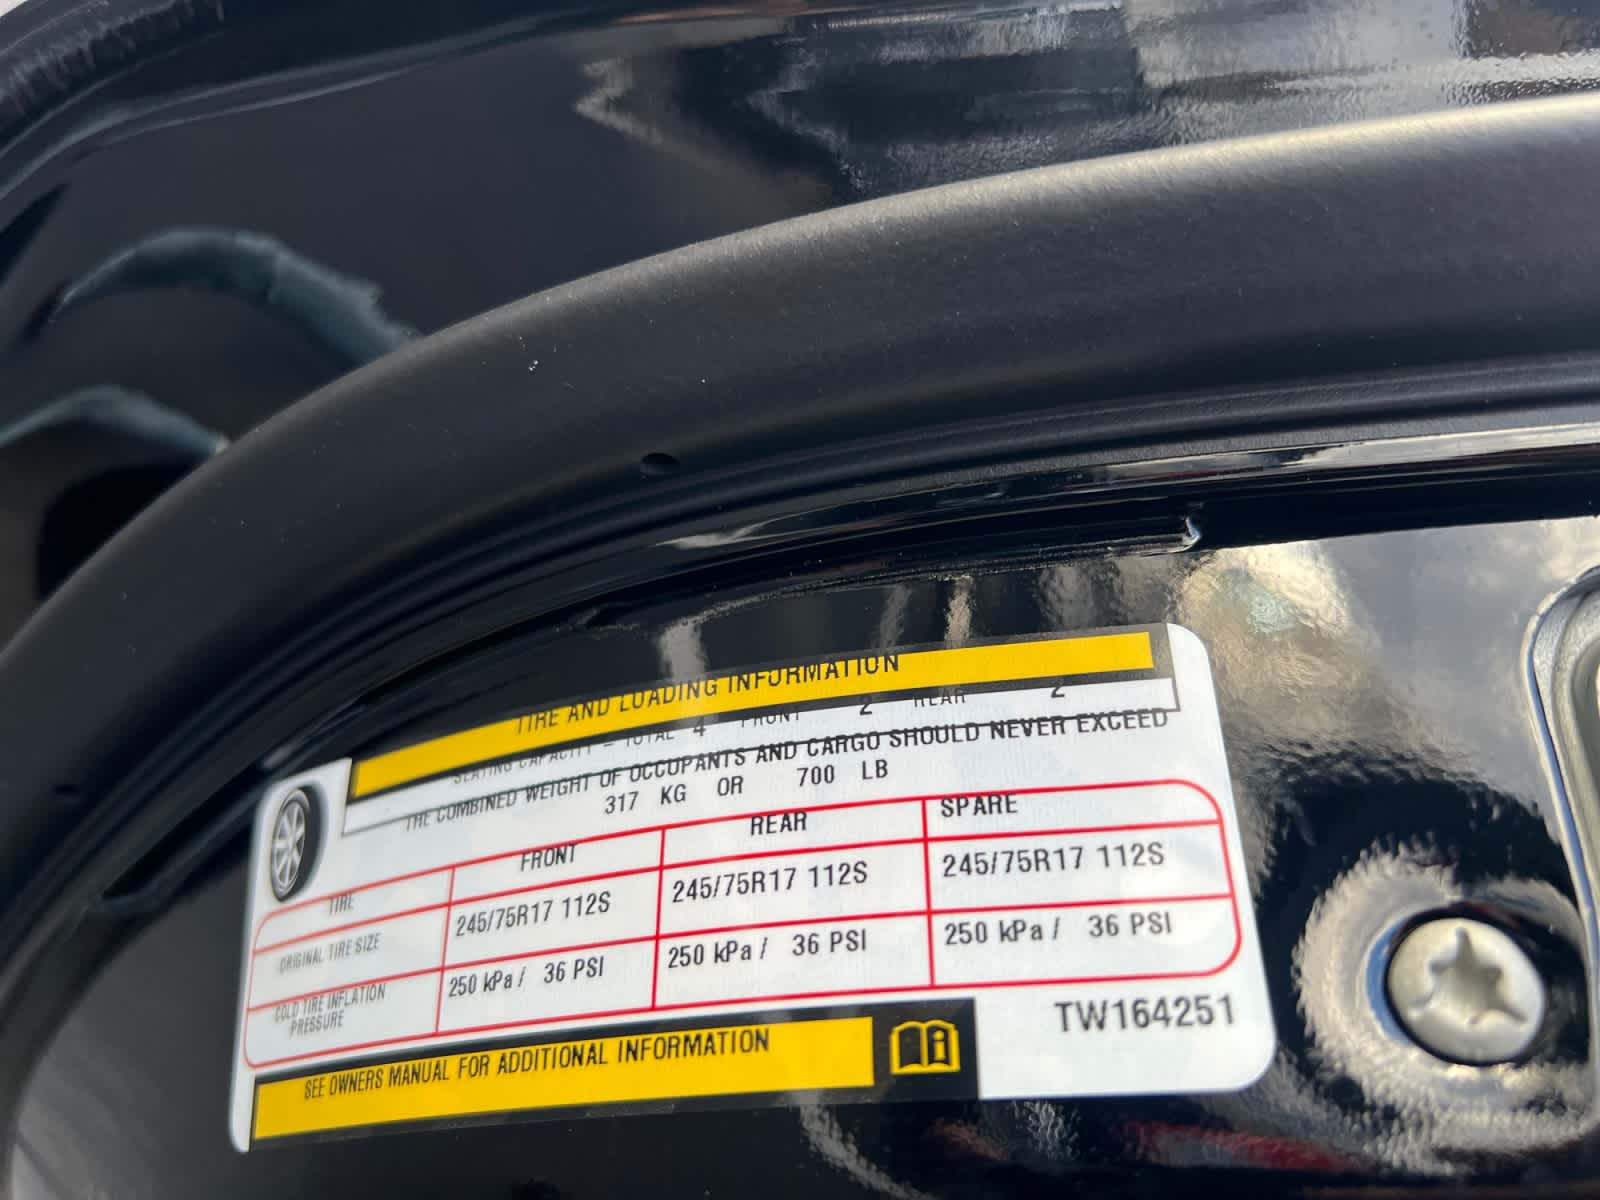 TIRE AND LOADING INFORMATION
SEATING CAPACITY - TOTAL 4 FRONT 2 REAR 2
THE COMBINED WEIGHT OF OCCUPANTS AND CARGO SHOULD NEVER EXCEED
317 KG OR 700 LB
TIRE FRONT REAR SPARE
ORIGINAL TIRE SIZE 245/75R17 112S 245/75R17 112S 245/75R17 112S
COLD TIRE INFLATION
PRESSURE 250 kPa / 36 PSI 250 kPa / 36 PSI 250 kPa / 36 PSI
SEE OWNERS MANUAL FOR ADDITIONAL INFORMATION
TW164251